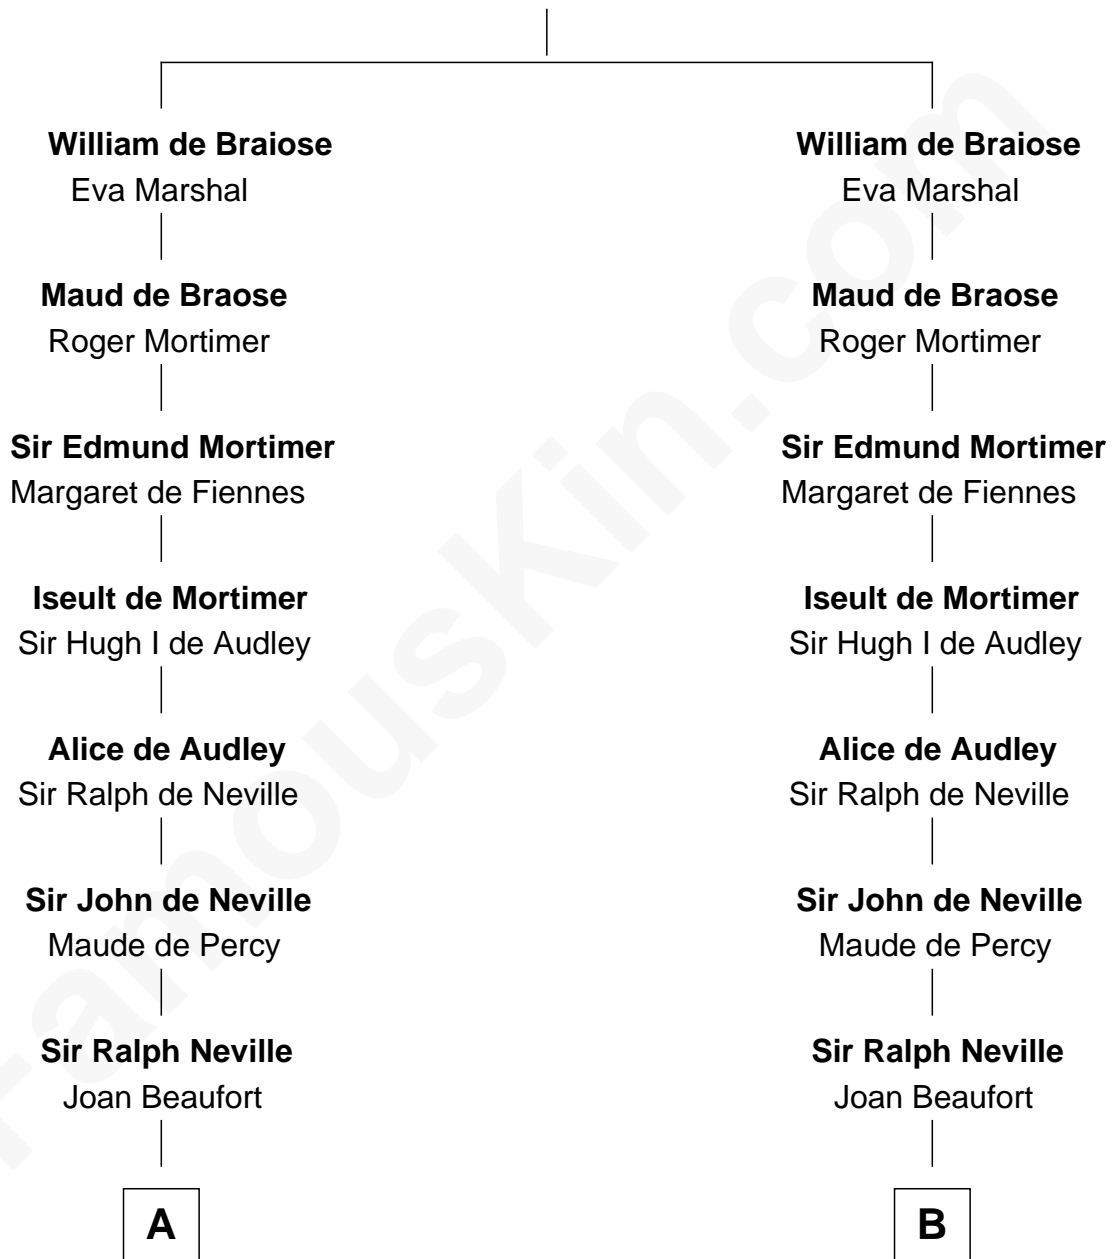 William de Braiose William de Braiose
Eva Marshal Eva Marshal
Maud de Braose Maud de Braose
Roger Mortimer Roger Mortimer
Sir Edmund Mortimer Sir Edmund Mortimer
Margaret de Fiennes Margaret de Fiennes
Iseult de Mortimer Iseult de Mortimer
Sir Hugh I de Audley Sir Hugh I de Audley
Alice de Audley Alice de Audley
Sir Ralph de Neville Sir Ralph de Neville
Sir John de Neville Sir John de Neville
Maude de Percy Maude de Percy
Sir Ralph Neville Sir Ralph Neville
Joan Beaufort Joan Beaufort
A B
FamousKin.com